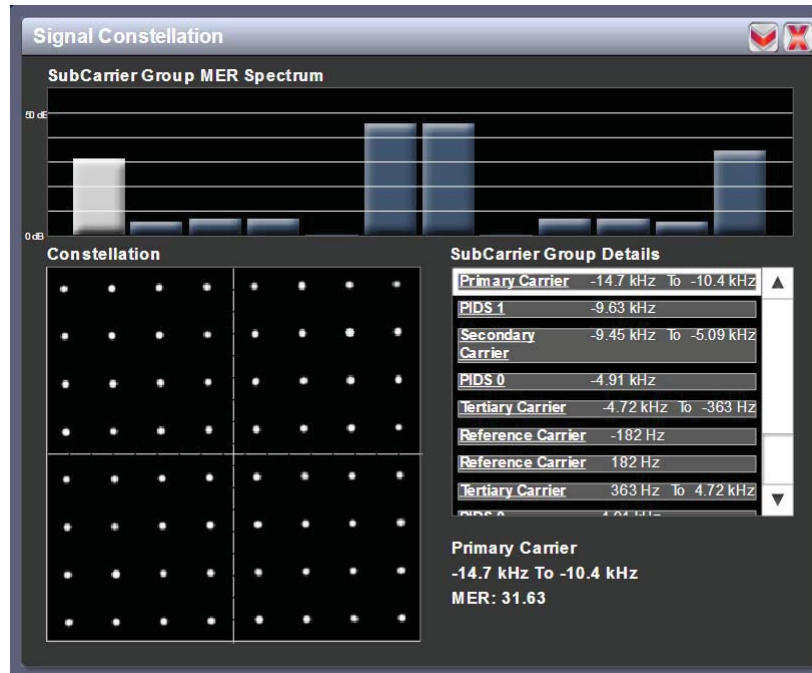 Signal Constellation
SubCarrier Group MER Spectrum
50 dB
0 dB
Constellation
SubCarrier Group Details
Primary Carrier -14.7 kHz To -10.4 kHz
PIDS 1 -9.63 kHz
Secondary Carrier -9.45 kHz To -5.09 kHz
PIDS 0 -4.91 kHz
Tertiary Carrier -4.72 kHz To -363 Hz
Reference Carrier -182 Hz
Reference Carrier 182 Hz
Tertiary Carrier 363 Hz To 4.72 kHz
Primary Carrier
-14.7 kHz To -10.4 kHz
MER: 31.63